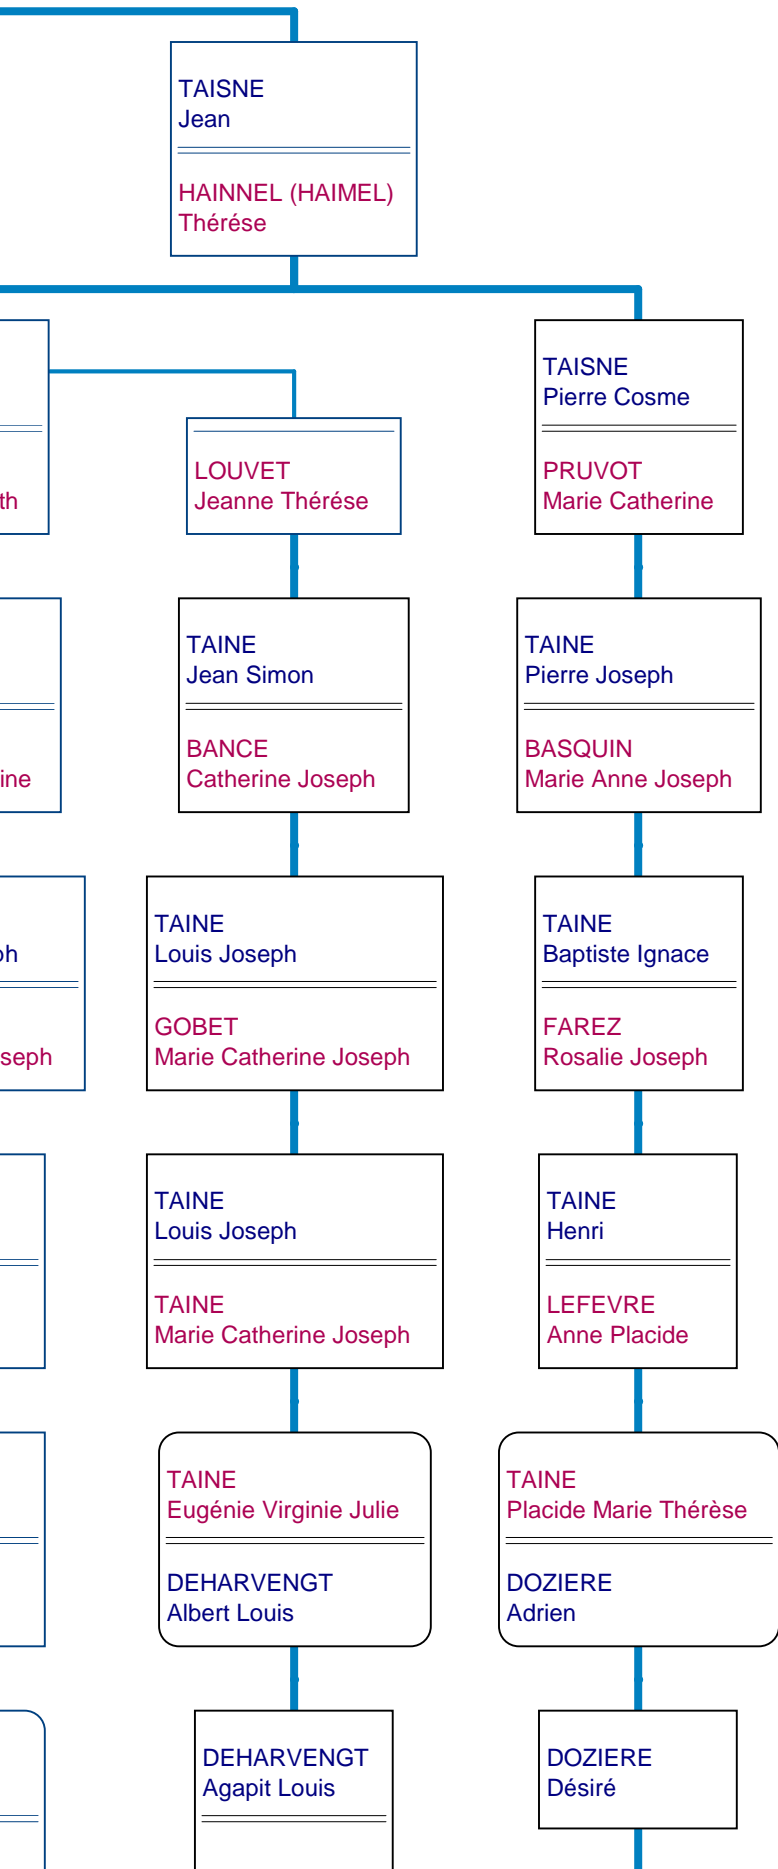 TAISNE
Jean
HAINNEL (HAIMEL)
Thérése
TAISNE
Pierre Cosme
LOUVET
Jeanne Thérése
PRUVOT
Marie Catherine
th
TAINE
Jean Simon
BANCE
Catherine Joseph
TAINE
Pierre Joseph
BASQUIN
Marie Anne Joseph
ine
TAINE
Louis Joseph
GOBET
Marie Catherine Joseph
TAINE
Baptiste Ignace
FAREZ
Rosalie Joseph
seph
TAINE
Louis Joseph
TAINE
Marie Catherine Joseph
TAINE
Henri
LEFEVRE
Anne Placide
TAINE
Eugénie Virginie Julie
DEHARVENGT
Albert Louis
TAINE
Placide Marie Thérèse
DOZIERE
Adrien
DEHARVENGT
Agapit Louis
DOZIERE
Désiré